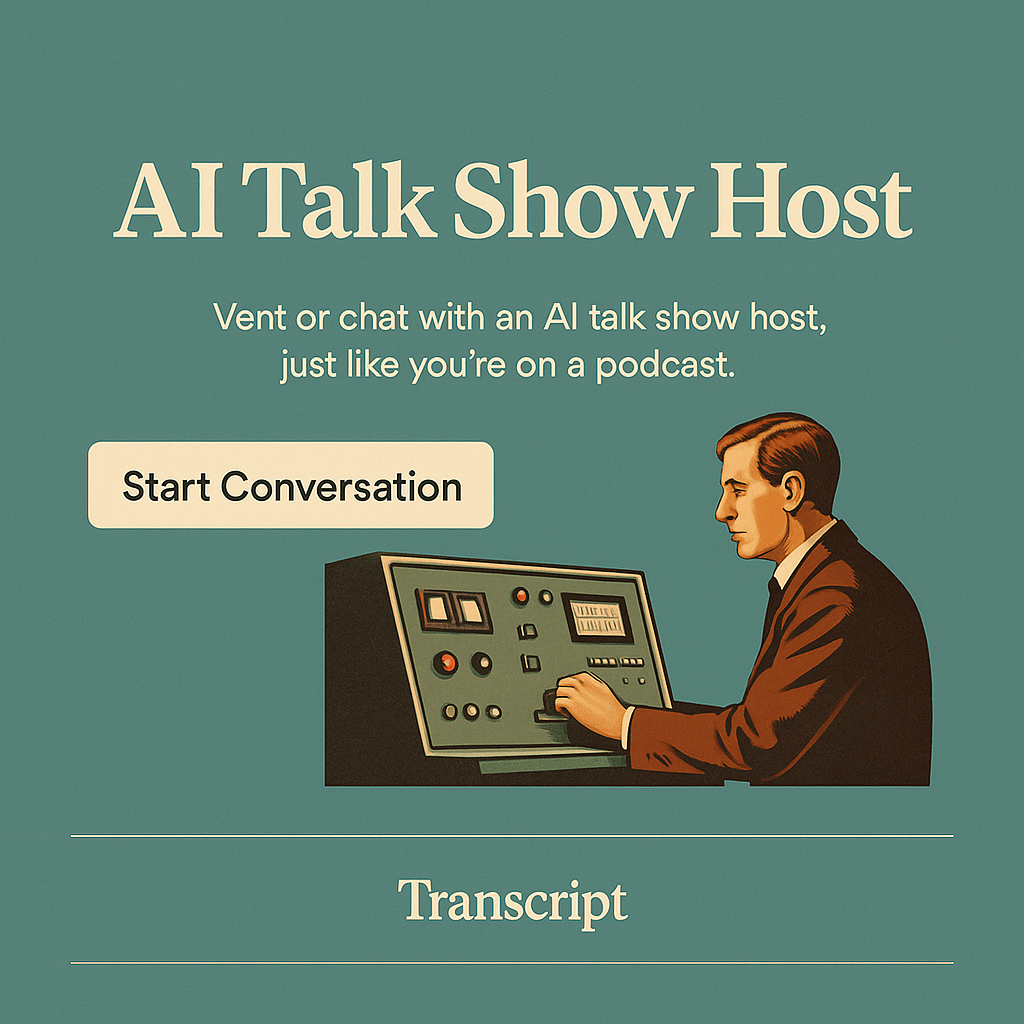 AI Talk Show Host
Vent or chat with an AI talk show host,
just like you’re on a podcast.
Start Conversation
Transcript